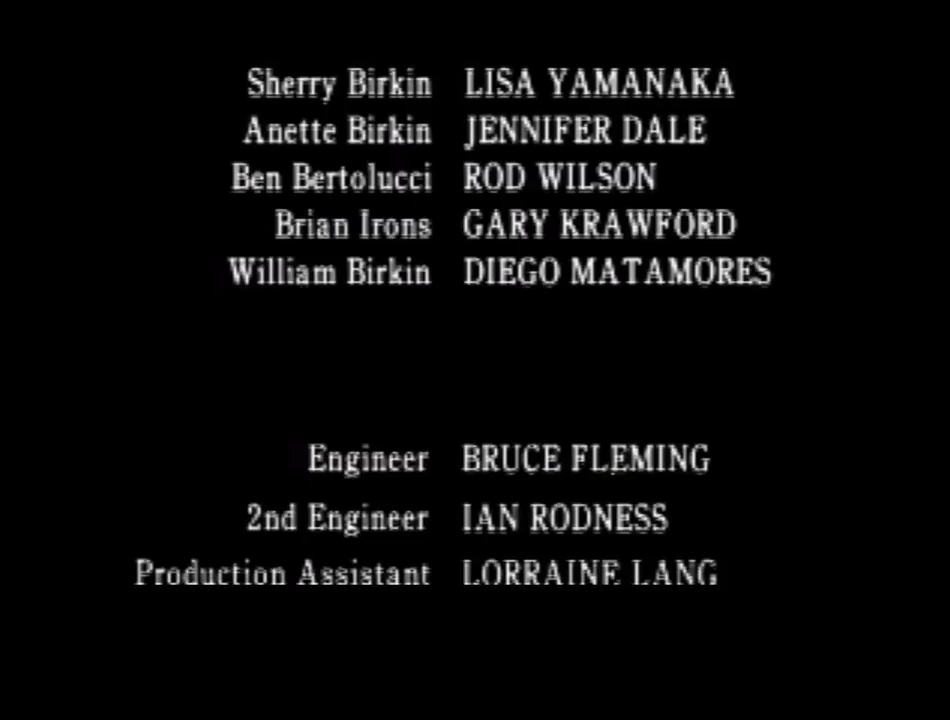 Sherry Birkin LISA YAMANAKA
Anette Birkin JENNIFER DALE
Ben Bertolucci ROD WILSON
Brian Irons GARY KRAWFORD
William Birkin DIEGO MATAMORES
Engineer BRUCE FLEMING
2nd Engineer IAN RODNESS
Production Assistant LORRAINE LANG